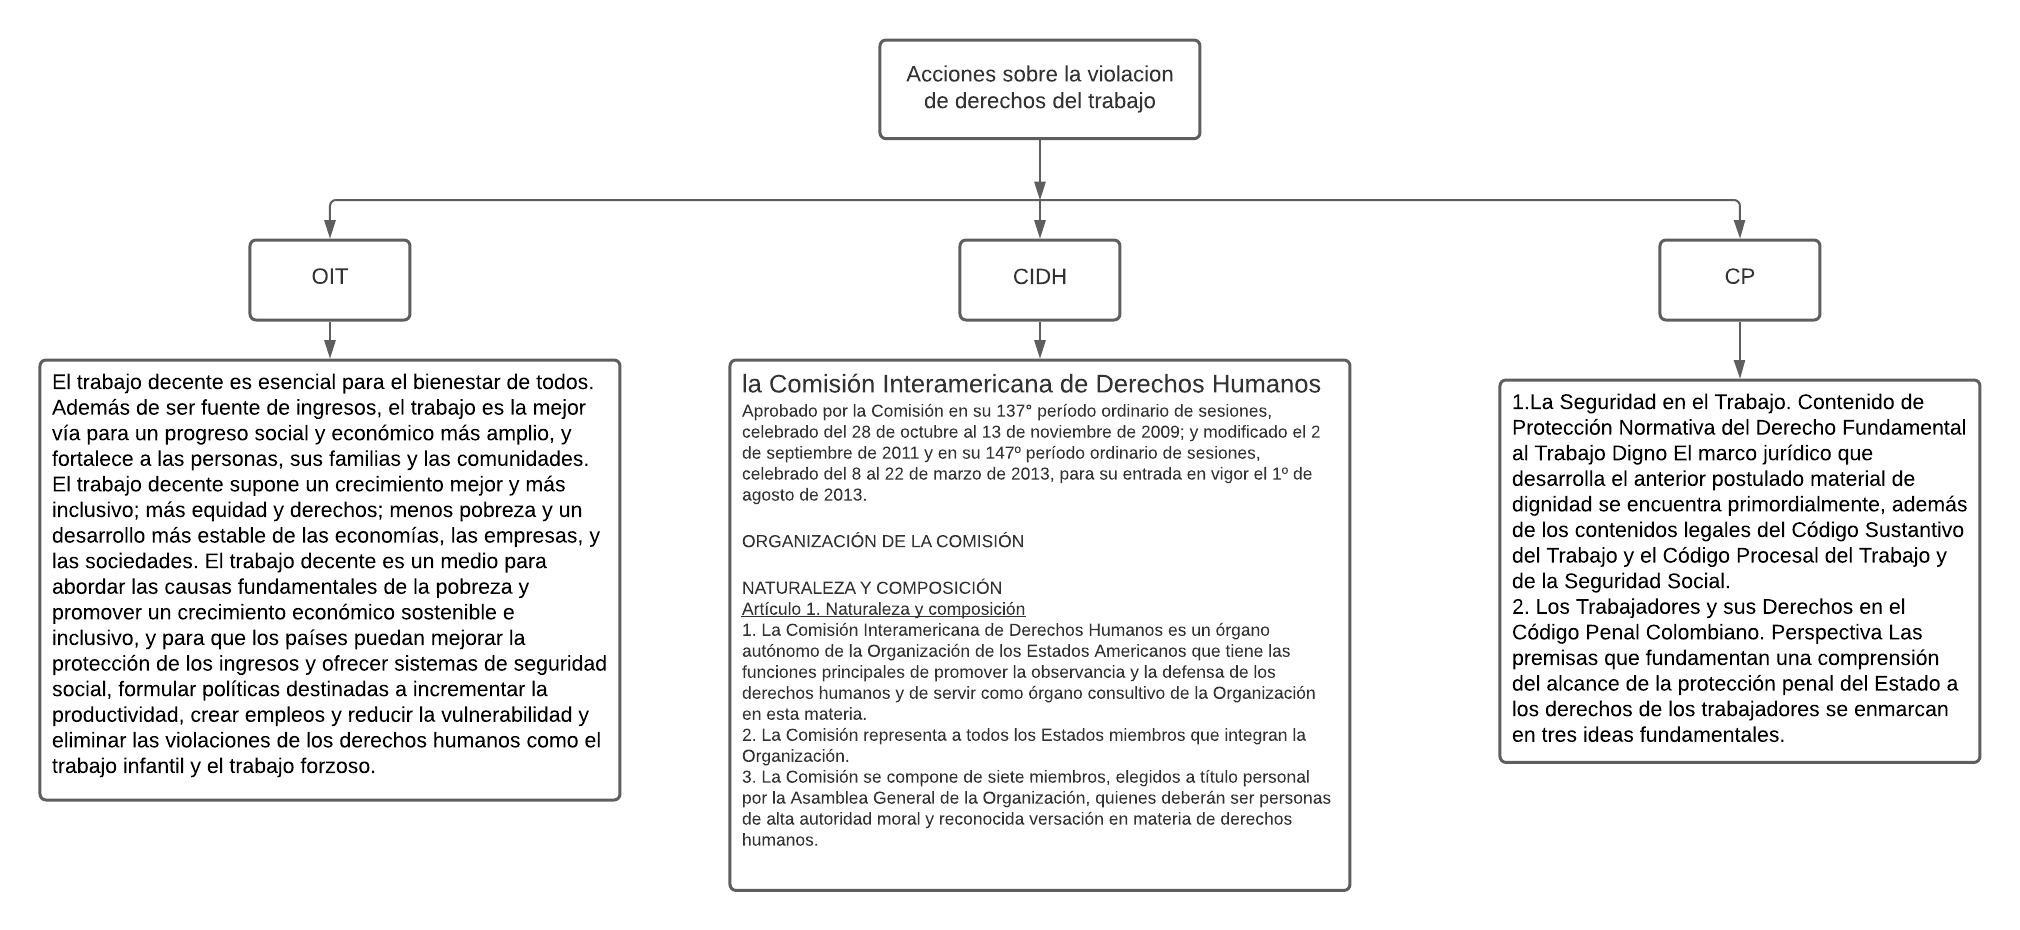 Acciones sobre la violacion
de derechos del trabajo
OIT
CIDH
CP
El trabajo decente es esencial para el bienestar de todos.
Además de ser fuente de ingresos, el trabajo es la mejor
vía para un progreso social y económico más amplio, y
fortalece a las personas, sus familias y las comunidades.
El trabajo decente supone un crecimiento mejor y más
inclusivo; más equidad y derechos; menos pobreza y un
desarrollo más estable de las economías, las empresas, y
las sociedades. El trabajo decente es un medio para
abordar las causas fundamentales de la pobreza y
promover un crecimiento económico sostenible e
inclusivo, y para que los países puedan mejorar la
protección de los ingresos y ofrecer sistemas de seguridad
social, formular políticas destinadas a incrementar la
productividad, crear empleos y reducir la vulnerabilidad y
eliminar las violaciones de los derechos humanos como el
trabajo infantil y el trabajo forzoso.
la Comisión Interamericana de Derechos Humanos
Aprobado por la Comisión en su 137° período ordinario de sesiones,
celebrado del 28 de octubre al 13 de noviembre de 2009; y modificado el 2
de septiembre de 2011 y en su 147º período ordinario de sesiones,
celebrado del 8 al 22 de marzo de 2013, para su entrada en vigor el 1º de
agosto de 2013.
ORGANIZACIÓN DE LA COMISIÓN
NATURALEZA Y COMPOSICIÓN
Artículo 1. Naturaleza y composición
1. La Comisión Interamericana de Derechos Humanos es un órgano
autónomo de la Organización de los Estados Americanos que tiene las
funciones principales de promover la observancia y la defensa de los
derechos humanos y de servir como órgano consultivo de la Organización
en esta materia.
2. La Comisión representa a todos los Estados miembros que integran la
Organización.
3. La Comisión se compone de siete miembros, elegidos a título personal
por la Asamblea General de la Organización, quienes deberán ser personas
de alta autoridad moral y reconocida versación en materia de derechos
humanos.
1.La Seguridad en el Trabajo. Contenido de
Protección Normativa del Derecho Fundamental
al Trabajo Digno El marco jurídico que
desarrolla el anterior postulado material de
dignidad se encuentra primordialmente, además
de los contenidos legales del Código Sustantivo
del Trabajo y el Código Procesal del Trabajo y
de la Seguridad Social.
2. Los Trabajadores y sus Derechos en el
Código Penal Colombiano. Perspectiva Las
premisas que fundamentan una comprensión
del alcance de la protección penal del Estado a
los derechos de los trabajadores se enmarcan
en tres ideas fundamentales.